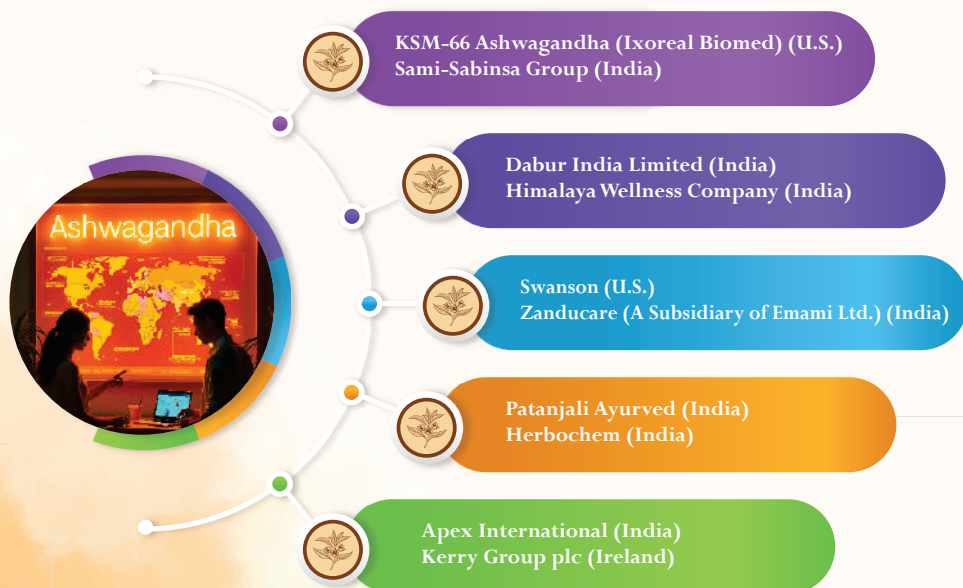 KSM-66 Ashwagandha (Ixoreal Biomed) (U.S.)
Sami-Sabinsa Group (India)
Dabur India Limited (India)
Himalaya Wellness Company (India)
Ashwagandha
Swanson (U.S.)
Zanducare (A Subsidiary of Emami Ltd.) (India)
Patanjali Ayurved (India)
Herbochem (India)
Apex International (India)
Kerry Group plc (Ireland)